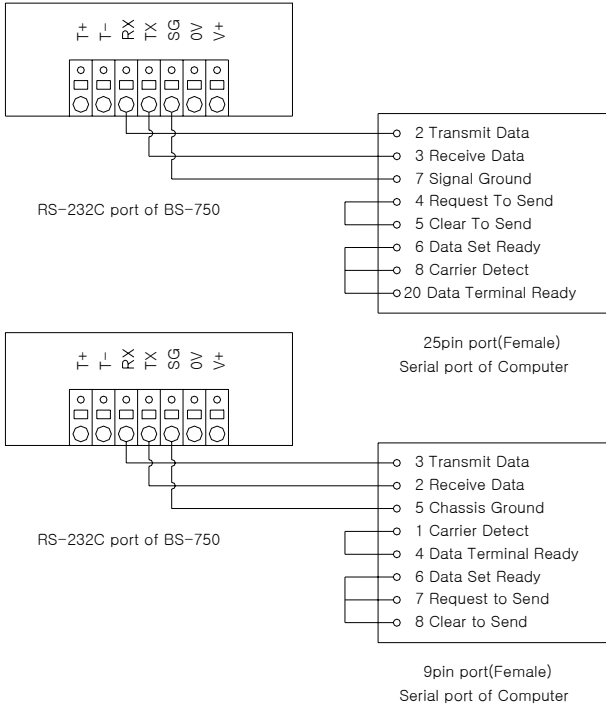 T+ T- RX TX SG 0V V+
2 Transmit Data
3 Receive Data
7 Signal Ground
4 Request To Send
5 Clear To Send
6 Data Set Ready
8 Carrier Detect
20 Data Terminal Ready
RS-232C port of BS-750
25pin port(Female)
Serial port of Computer
T+ T- RX TX SG 0V V+
3 Transmit Data
2 Receive Data
5 Chassis Ground
1 Carrier Detect
4 Data Terminal Ready
6 Data Set Ready
7 Request to Send
8 Clear to Send
RS-232C port of BS-750
9pin port(Female)
Serial port of Computer